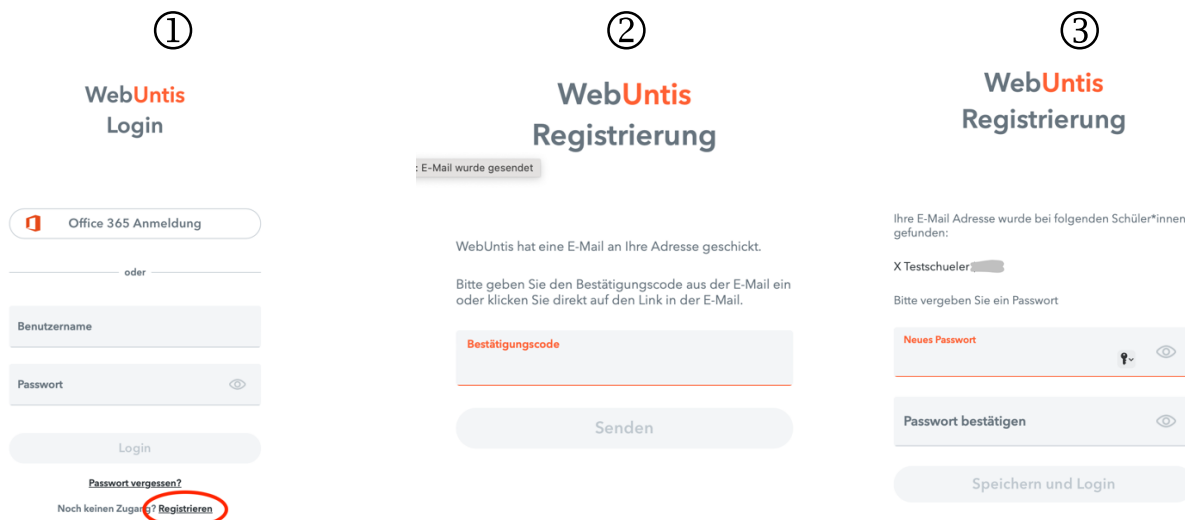 ①
WebUntis
Login
Office 365 Anmeldung
oder
Benutzername
Passwort
Login
Passwort vergessen?
Noch keinen Zugang? Registrieren
②
WebUntis
Registrierung
: E-Mail wurde gesendet
WebUntis hat eine E-Mail an Ihre Adresse geschickt.
Bitte geben Sie den Bestätigungscode aus der E-Mail ein
oder klicken Sie direkt auf den Link in der E-Mail.
Bestätigungscode
Senden
③
WebUntis
Registrierung
Ihre E-Mail Adresse wurde bei folgenden Schüler*innen
gefunden:
X Testschueler
Bitte vergeben Sie ein Passwort
Neues Passwort
Passwort bestätigen
Speichern und Login